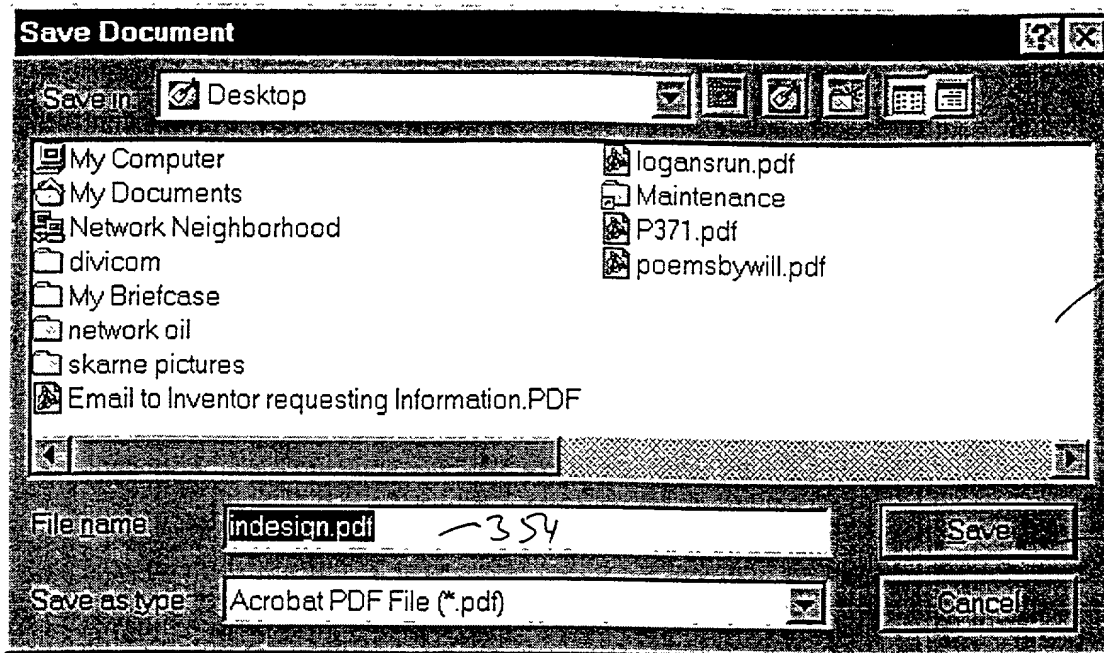 Save Document
Save in Desktop
My Computer
My Documents
Network Neighborhood
divicom
My Briefcase
network oil
skarne pictures
Email to Inventor requesting Information.PDF
logansrun.pdf
Maintenance
P371.pdf
poemsbywill.pdf
File name indesign.pdf 354 Save
Save as type Acrobat PDF File (*.pdf) Cancel